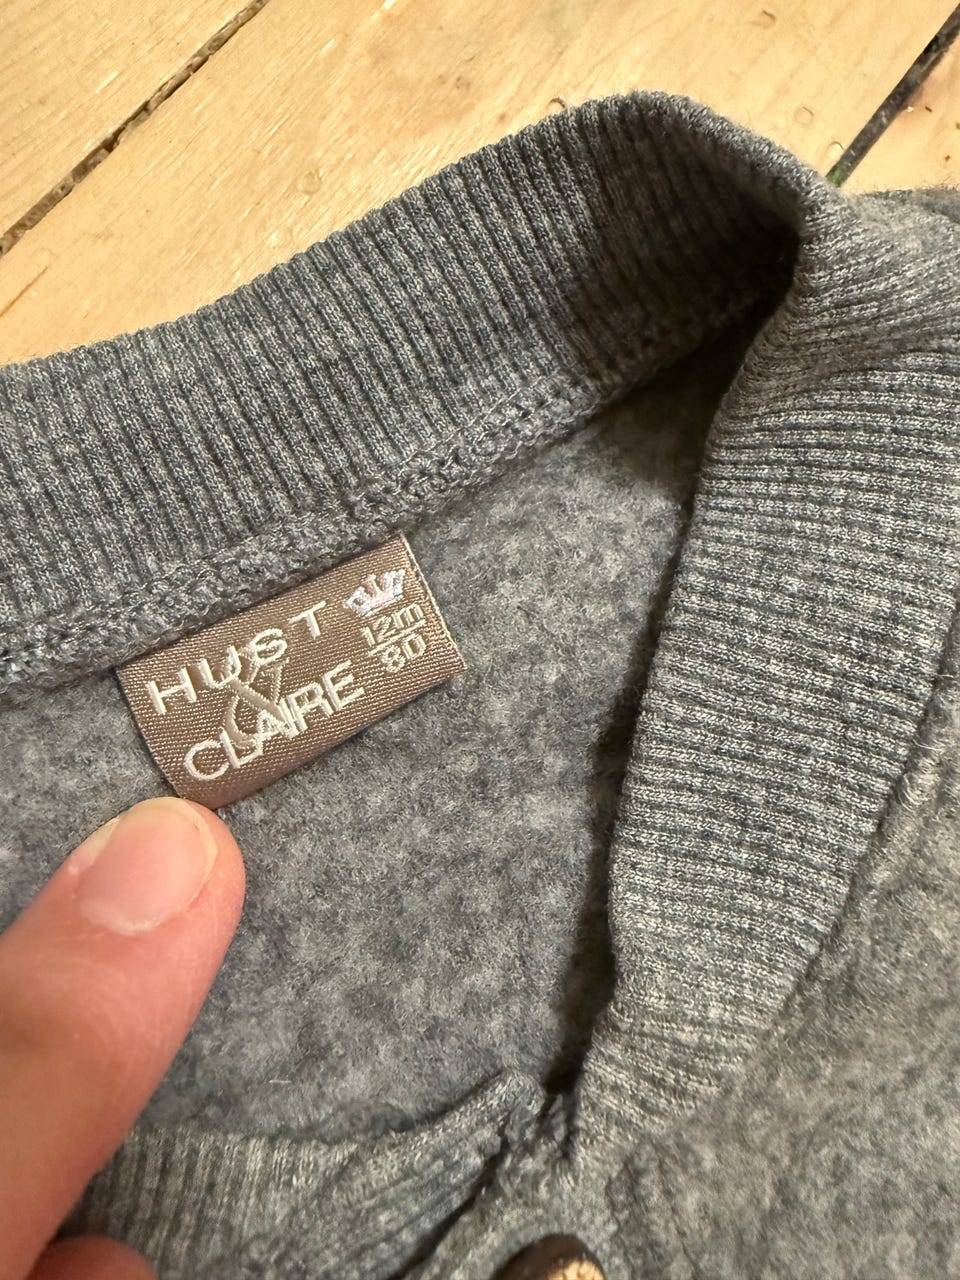 HUST
&
CLAIRE
12m
80